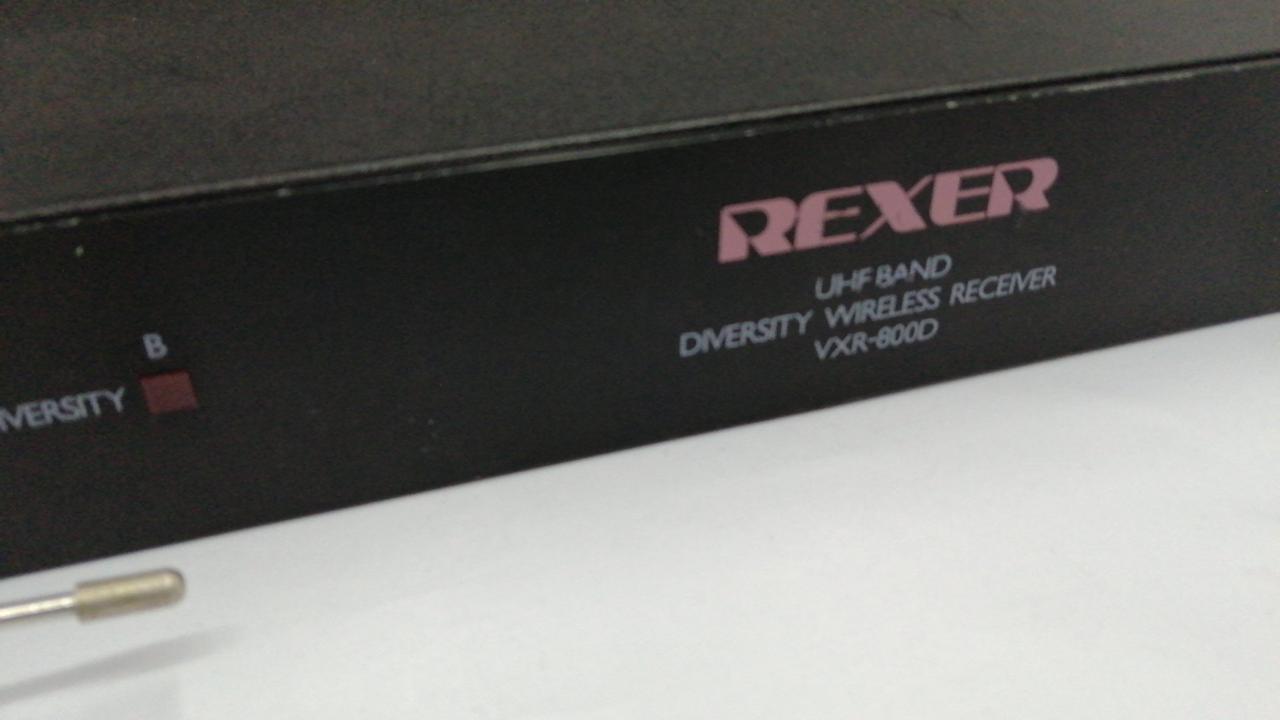 REXER
UHF BAND
DIVERSITY WIRELESS RECEIVER
VXR-800D
B
IVERSITY